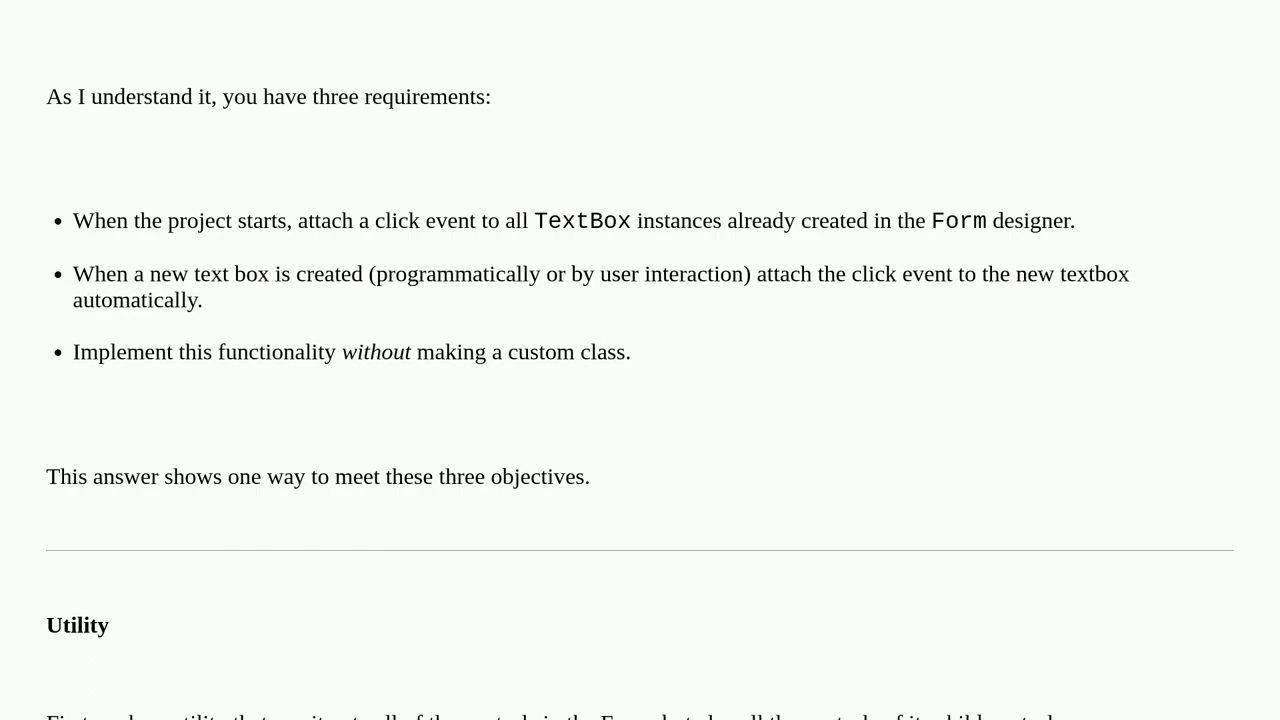 As I understand it, you have three requirements:
• When the project starts, attach a click event to all TextBox instances already created in the Form designer.
• When a new text box is created (programmatically or by user interaction) attach the click event to the new textbox
automatically.
• Implement this functionality without making a custom class.
This answer shows one way to meet these three objectives.
Utility